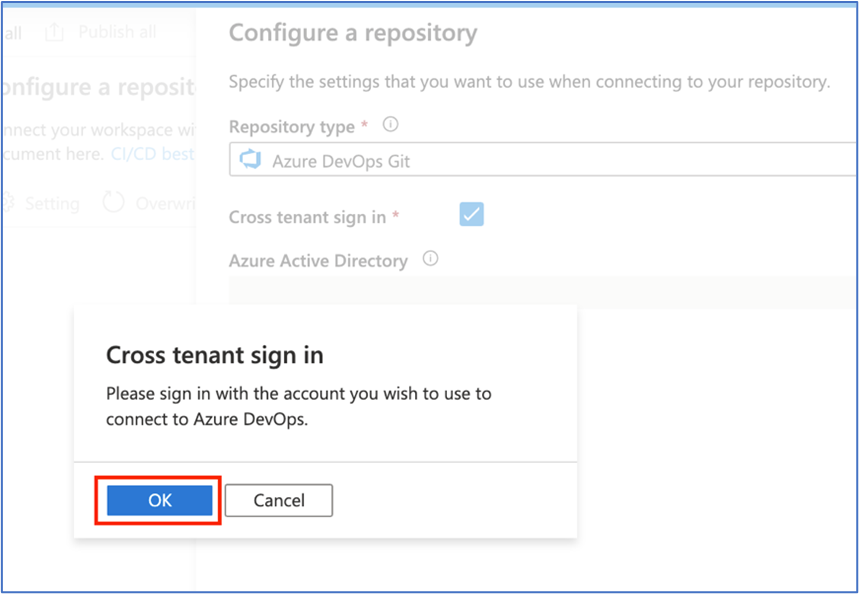 all Publish all
Configure a repository
onfigure a reposit
Specify the settings that you want to use when connecting to your repository.
nnect your workspace wi
cument here. CI/CD best
Repository type *
Azure DevOps Git
Setting Overwri
Cross tenant sign in *
Azure Active Directory
Cross tenant sign in
Please sign in with the account you wish to use to
connect to Azure DevOps.
OK Cancel